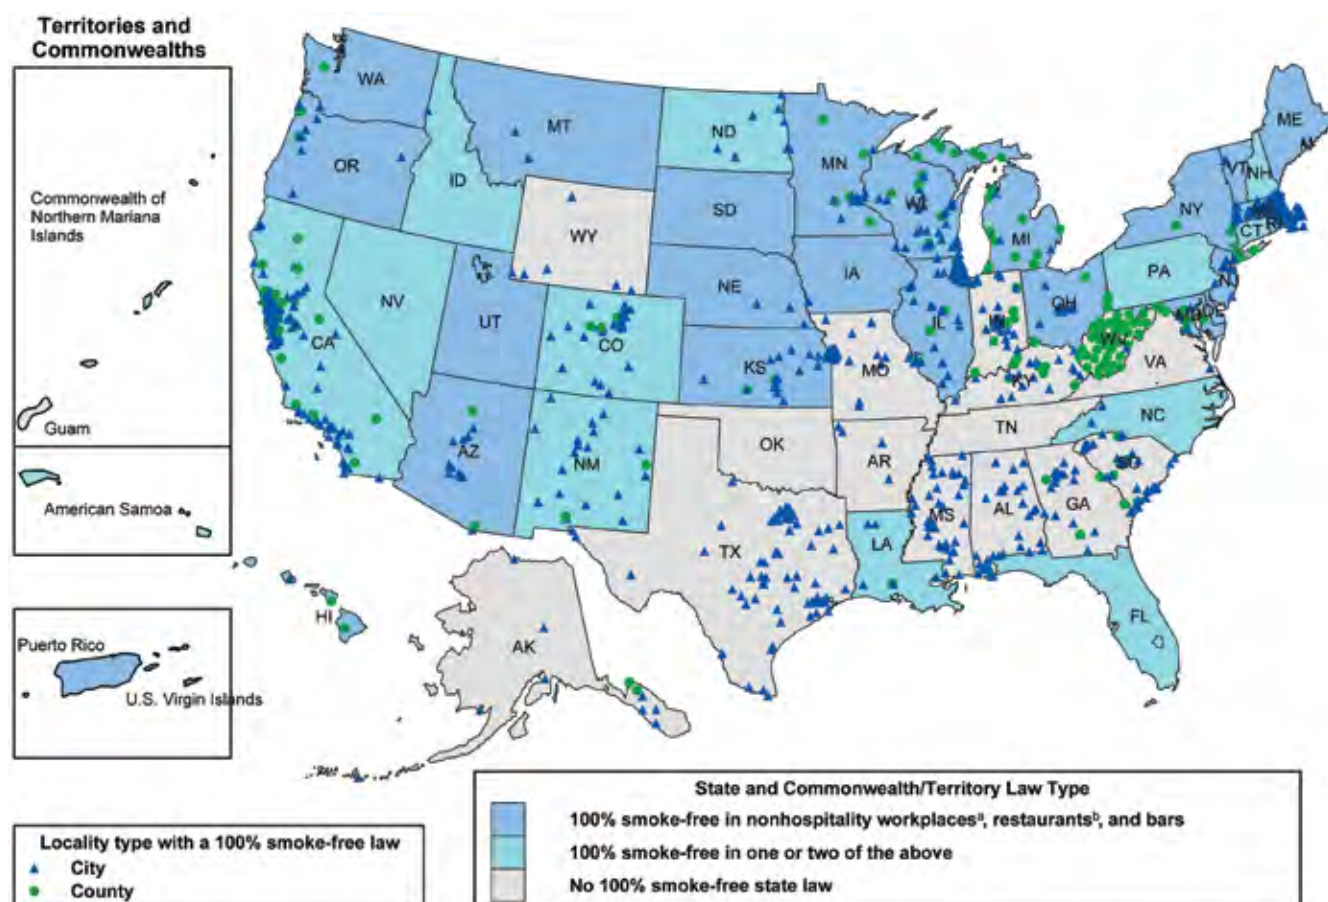 Territories and
Commonwealths
Commonwealth of
Northern Mariana
Islands
Guam
American Samoa
Puerto Rico
U.S. Virgin Islands
WA
MT
ND
MN
ME
VT
NH
OR
ID
SD
WI
NY
WY
MI
CT
RI
IA
PA
NE
NV
NJ
OH
UT
IL
IN
DE
CA
CO
MD
WV
KS
MO
VA
KY
NC
TN
AZ
OK
NM
AR
SC
MS
AL
GA
TX
LA
FL
HI
AK
State and Commonwealth/Territory Law Type
100% smoke-free in nonhospitality workplacesᵃ, restaurantsᵇ, and bars
100% smoke-free in one or two of the above
No 100% smoke-free state law
Locality type with a 100% smoke-free law
City
County